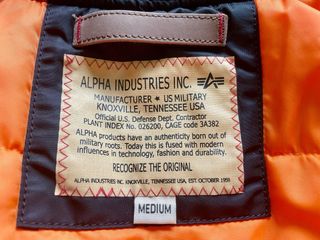 ALPHA INDUSTRIES INC.
MANUFACTURER ★ US MILITARY
KNOXVILLE, TENNESSEE USA
Official U.S. Defense Dept. Contractor
PLANT INDEX No. 026200, CAGE code 3A382
ALPHA products have an authenticity born out of
military roots. Today this is fused with modern
influences in technology, fashion and durability.
RECOGNIZE THE ORIGINAL
ALPHA INDUSTRIES INC. KNOXVILLE, TENNESSEE USA, EST. OCTOBER 1959
MEDIUM